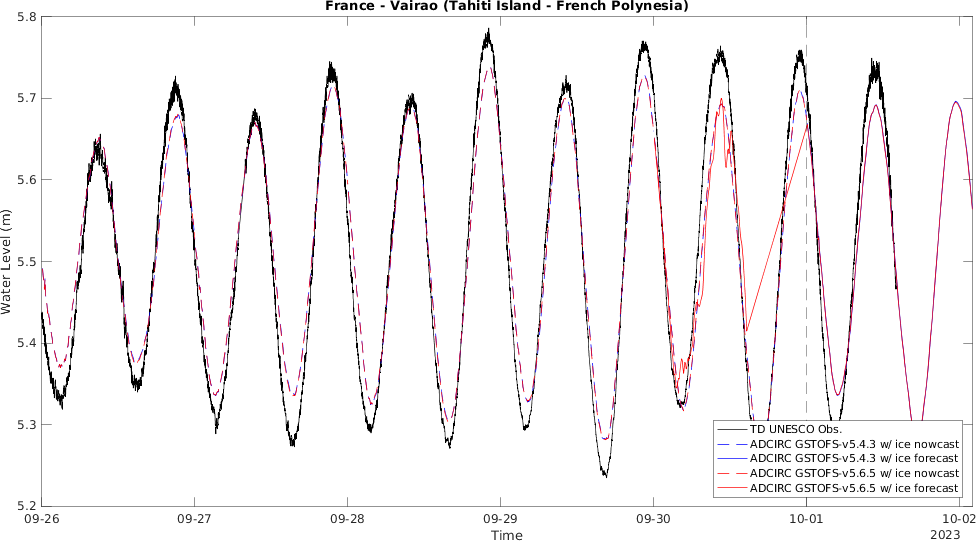 France - Vairao (Tahiti Island - French Polynesia)
5.8
5.7
5.6
5.5
5.4
5.3
5.2
Water Level (m)
TD UNESCO Obs.
ADCIRC GSTOFS-v5.4.3 w/ ice nowcast
ADCIRC GSTOFS-v5.4.3 w/ ice forecast
ADCIRC GSTOFS-v5.6.5 w/ ice nowcast
ADCIRC GSTOFS-v5.6.5 w/ ice forecast
09-26 09-27 09-28 09-29 09-30 10-01 10-02
Time
2023